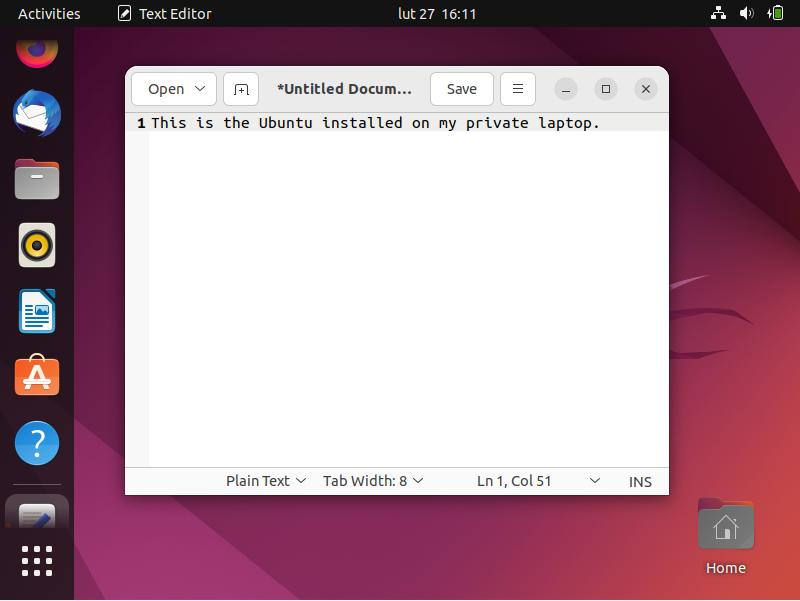 Activities Text Editor lut 27 16:11
Open *Untitled Docum... Save
1 This is the Ubuntu installed on my private laptop.
Plain Text Tab Width: 8 Ln 1, Col 51 INS
Home